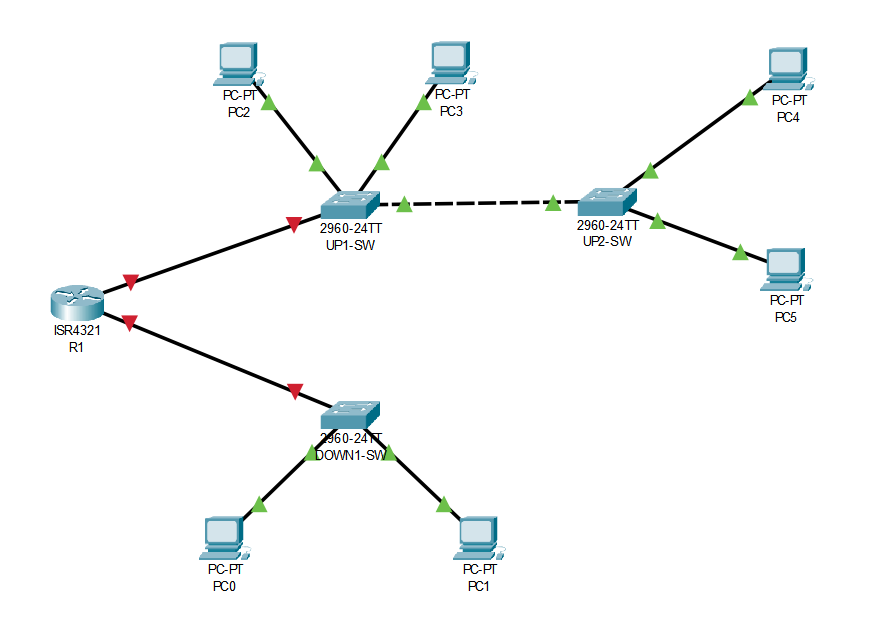 PC-PT
PC2
PC-PT
PC3
PC-PT
PC4
2960-24TT
UP1-SW
2960-24TT
UP2-SW
PC-PT
PC5
ISR4321
R1
2960-24TT
DOWN1-SW
PC-PT
PC0
PC-PT
PC1